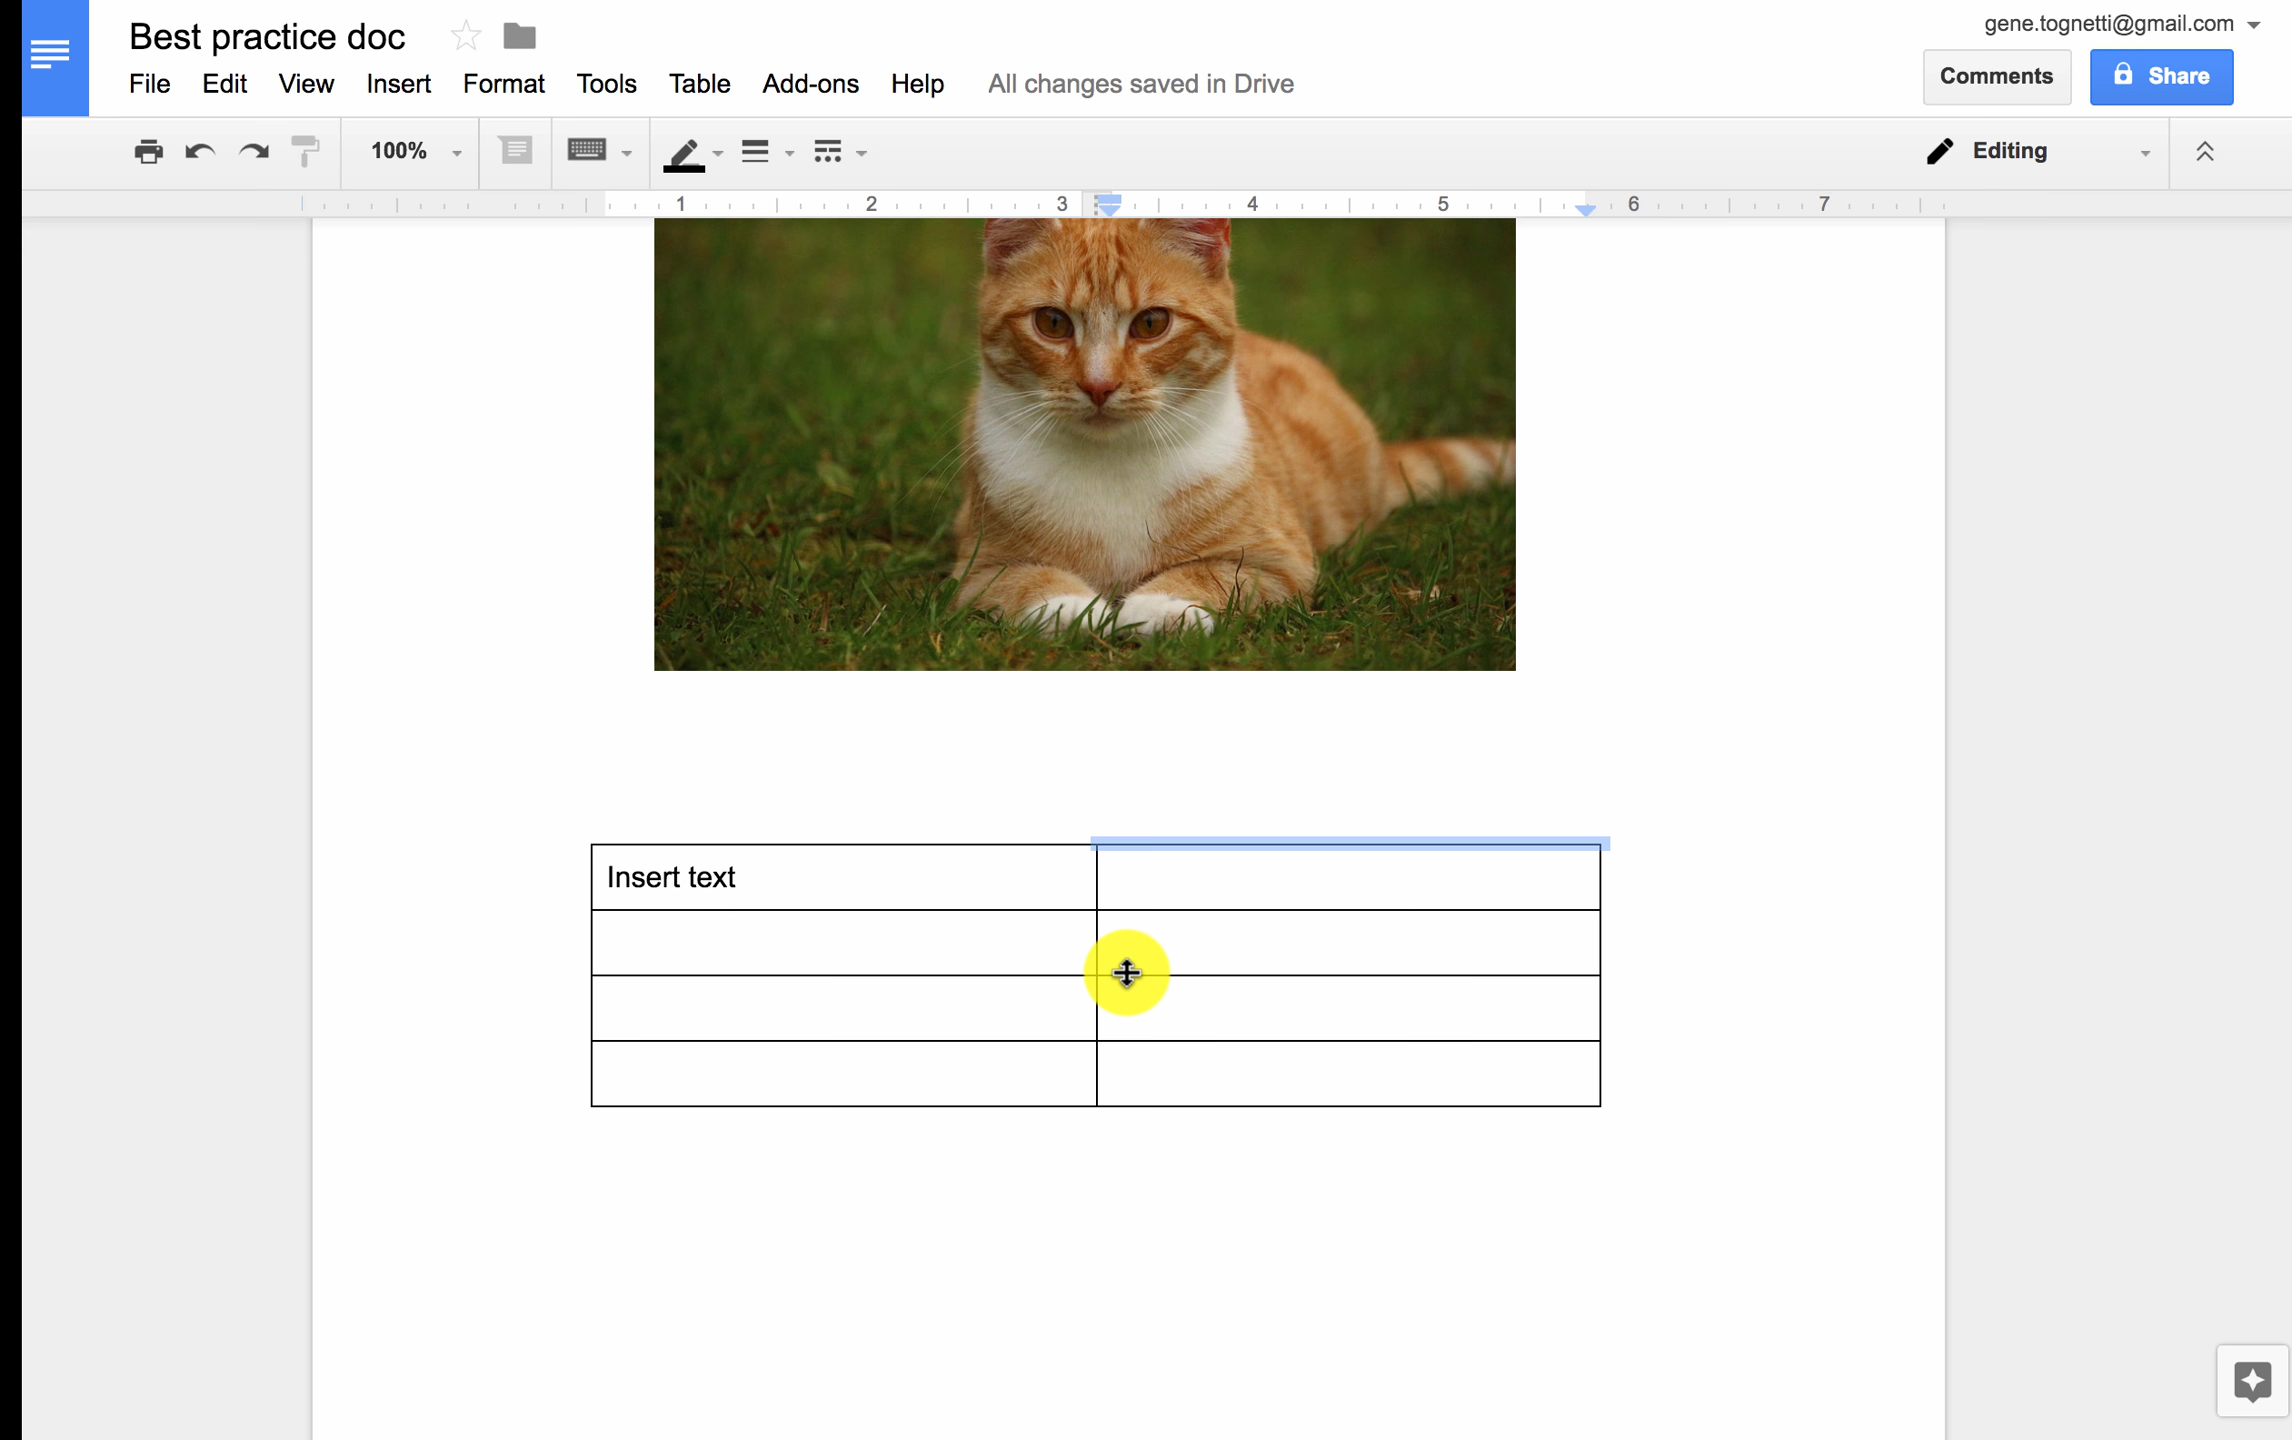 Best practice doc
gene.tognetti@gmail.com
File Edit View Insert Format Tools Table Add-ons Help All changes saved in Drive
Comments Share
100% Editing
1 2 3 4 5 6 7
Insert text